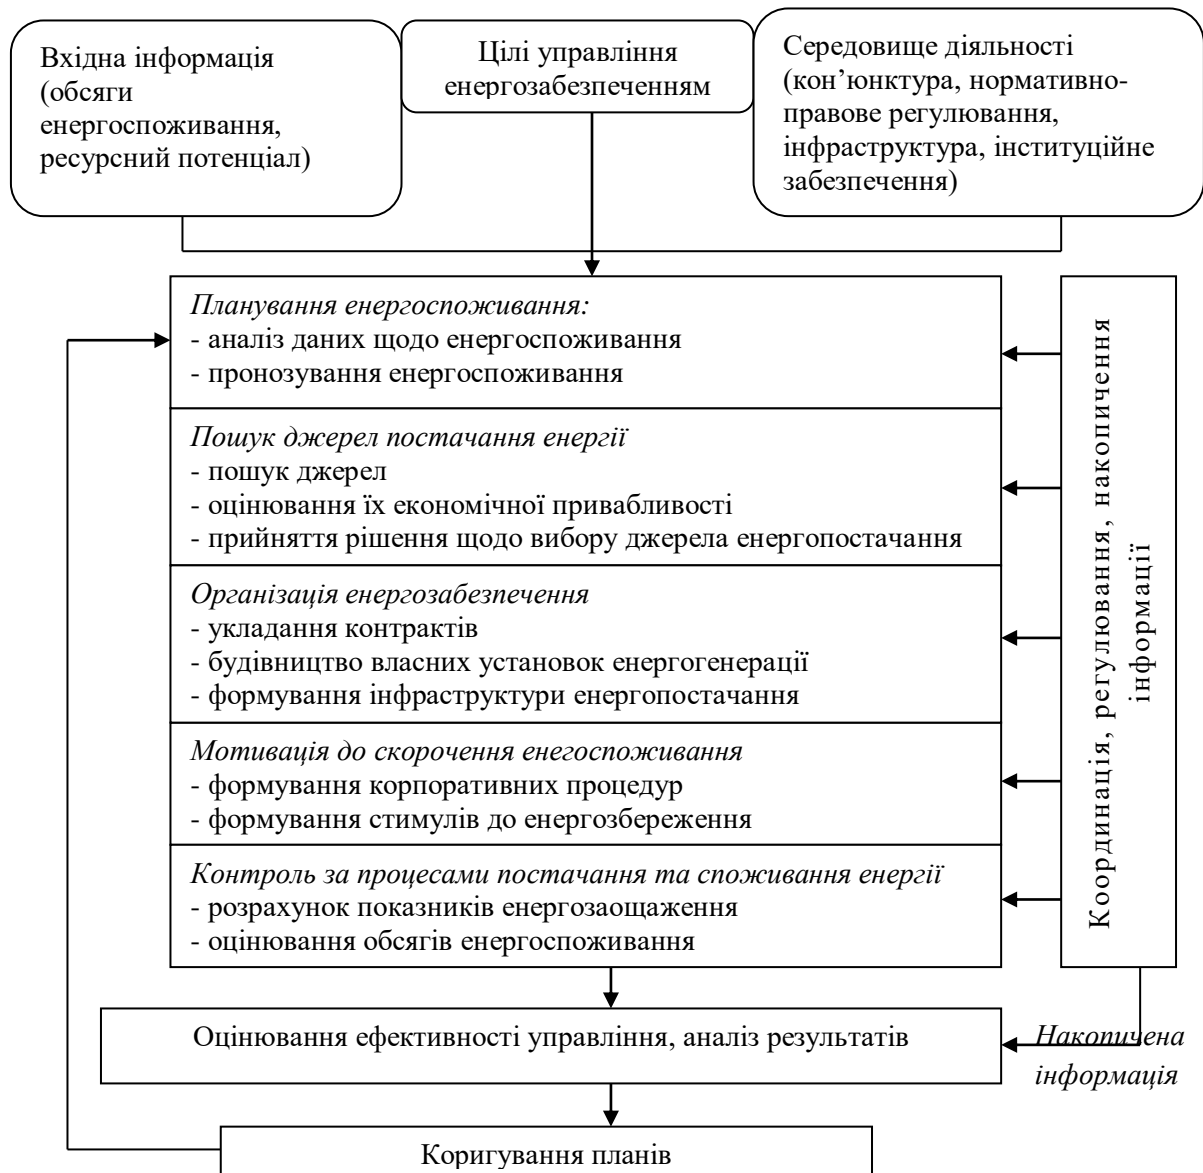 Вхідна інформація
(обсяги
енергоспоживання,
ресурсний потенціал)
Цілі управління
енергозабезпеченням
Середовище діяльності
(кон’юнктура, нормативно-
правове регулювання,
інфраструктура, інституційне
забезпечення)
Планування енергоспоживання:
- аналіз даних щодо енергоспоживання
- пронозування енергоспоживання
Пошук джерел постачання енергії
- пошук джерел
- оцінювання їх економічної привабливості
- прийняття рішення щодо вибору джерела енергопостачання
Організація енергозабезпечення
- укладання контрактів
- будівництво власних установок енергогенерації
- формування інфраструктури енергопостачання
Мотивація до скорочення енегоспоживання
- формування корпоративних процедур
- формування стимулів до енергозбереження
Контроль за процесами постачання та споживання енергії
- розрахунок показників енергозаощаження
- оцінювання обсягів енергоспоживання
Координація, регулювання, накопичення
інформації
Оцінювання ефективності управління, аналіз результатів
Накопичена
інформація
Коригування планів